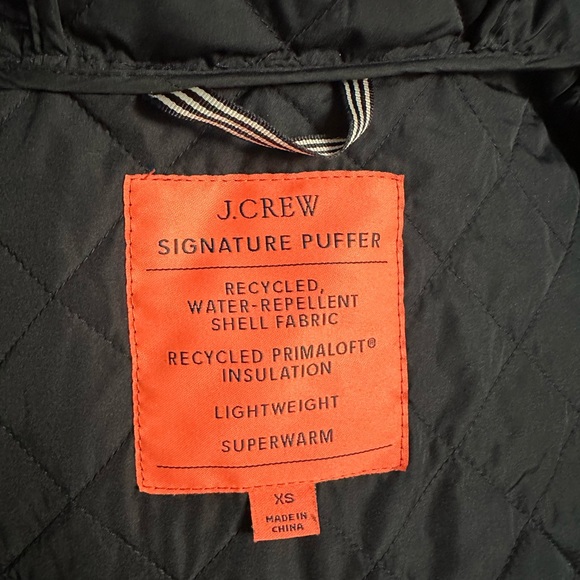 J.CREW
SIGNATURE PUFFER
RECYCLED,
WATER-REPELLENT
SHELL FABRIC
RECYCLED PRIMALOFT®
INSULATION
LIGHTWEIGHT
SUPERWARM
XS
MADE IN
CHINA